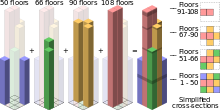 50 floors
66 floors
90 floors
108 floors
+
+
+
=
Floors
91-108
Floors
67-90
Floors
51-66
Floors
1 - 50
Simplified
cross-sections